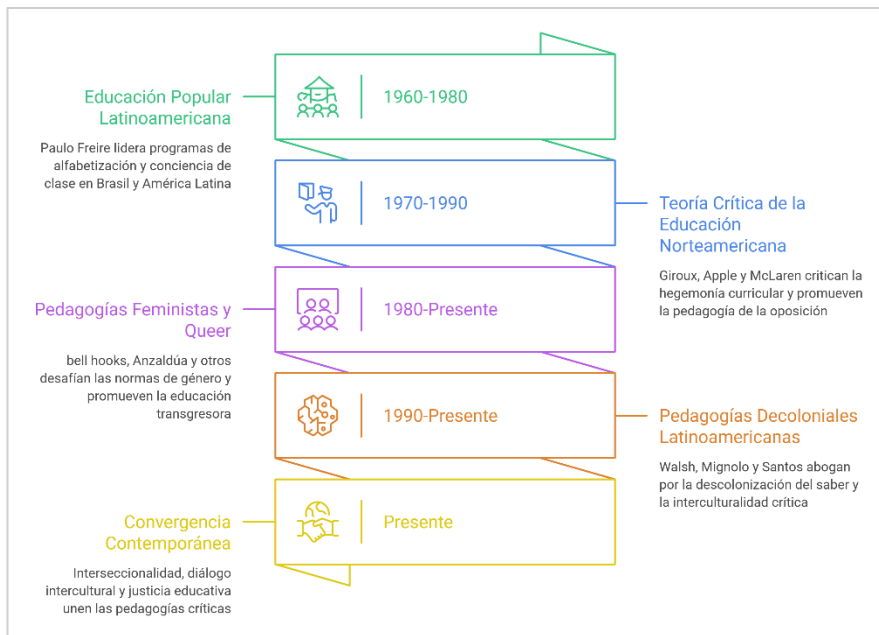 1960-1980
Educación Popular
Latinoamericana
Paulo Freire lidera programas de
alfabetización y conciencia de
clase en Brasil y América Latina
1970-1990
Teoría Crítica de la
Educación
Norteamericana
Giroux, Apple y McLaren critican la
hegemonía curricular y promueven
la pedagogía de la oposición
1980-Presente
Pedagogías Feministas y
Queer
bell hooks, Anzaldúa y otros
desafían las normas de género y
promueven la educación
transgresora
1990-Presente
Pedagogías Decoloniales
Latinoamericanas
Walsh, Mignolo y Santos abogan
por la descolonización del saber y
la interculturalidad crítica
Presente
Convergencia
Contemporánea
Interseccionalidad, diálogo
intercultural y justicia educativa
unen las pedagogías críticas